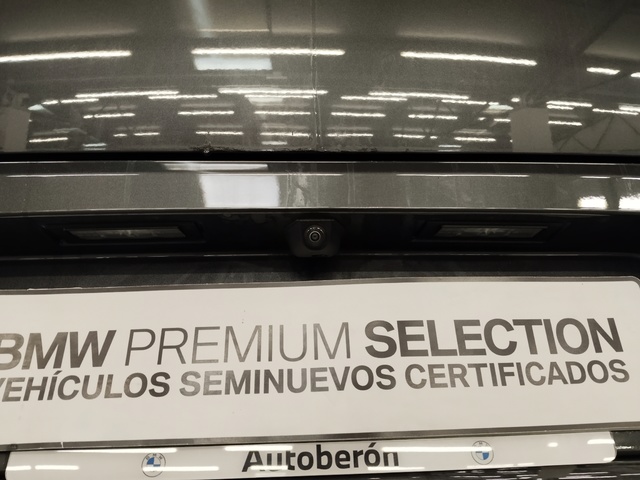 BMW PREMIUM SELECTION
VEHÍCULOS SEMINUEVOS CERTIFICADOS
Autoberón